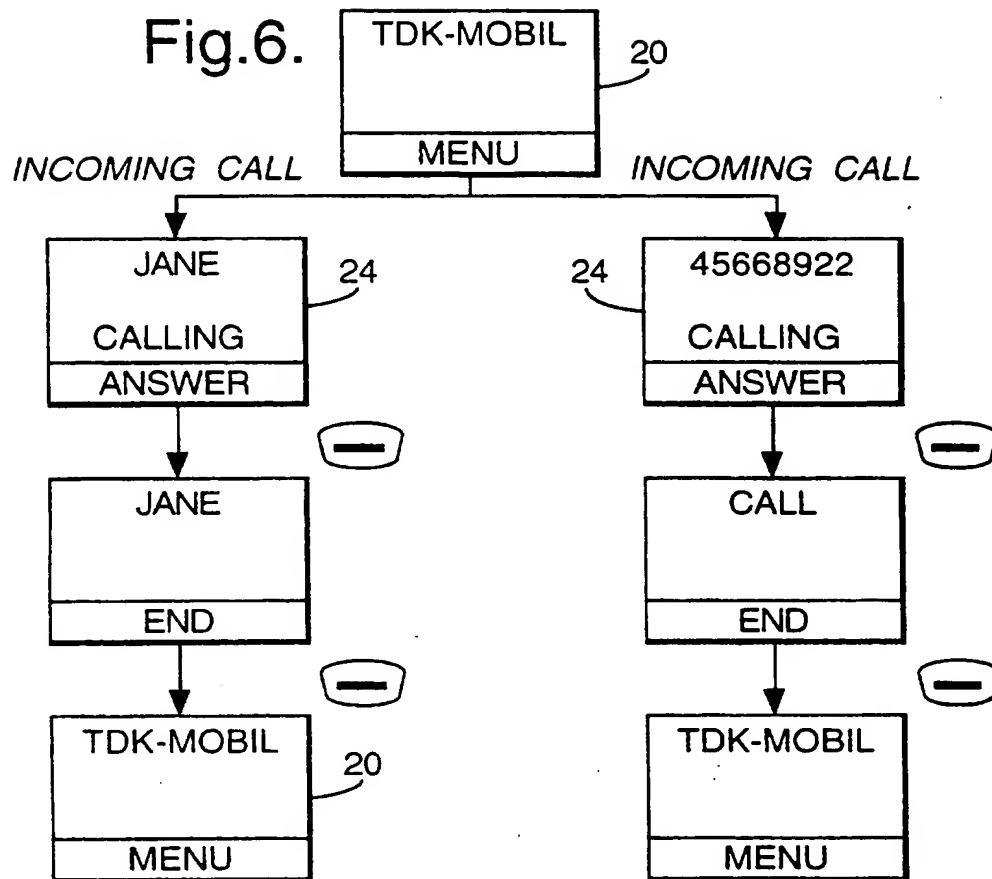 Fig.6.
TDK-MOBIL
20
MENU
INCOMING CALL
INCOMING CALL
JANE
24
CALLING
ANSWER
45668922
24
CALLING
ANSWER
JANE
END
CALL
END
TDK-MOBIL
20
MENU
TDK-MOBIL
MENU